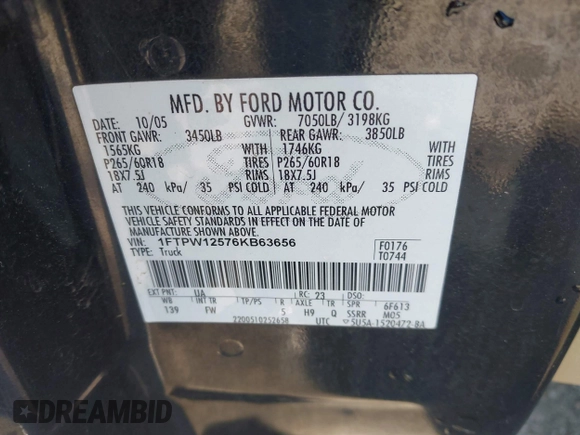 MFD. BY FORD MOTOR CO.
DATE: 10/05 GVWR: 7050LB/ 3198KG
FRONT GAWR: 3450LB REAR GAWR: 3850LB
1565KG WITH 1746KG WITH
P265/60R18 TIRES P265/60R18 TIRES
18X7.5J RIMS 18X7.5J RIMS
AT 240 kPa/ 35 PSI COLD AT 240 kPa/ 35 PSI COLD
THIS VEHICLE CONFORMS TO ALL APPLICABLE FEDERAL MOTOR
VEHICLE SAFETY STANDARDS IN EFFECT ON THE DATE OF MANUFACTURE
SHOWN ABOVE.
VIN: 1FTPW12576KB63656 F0176
TYPE: Truck T0744
EXT PNT: UA RC: 23 DSO:
WB INT TR TP/PS R AXLE TR SPR 6F613
139 FW 5 H9 Q SSRR M05
2200510252658 UTC 5U5A-1520472-BA
DREAMBID